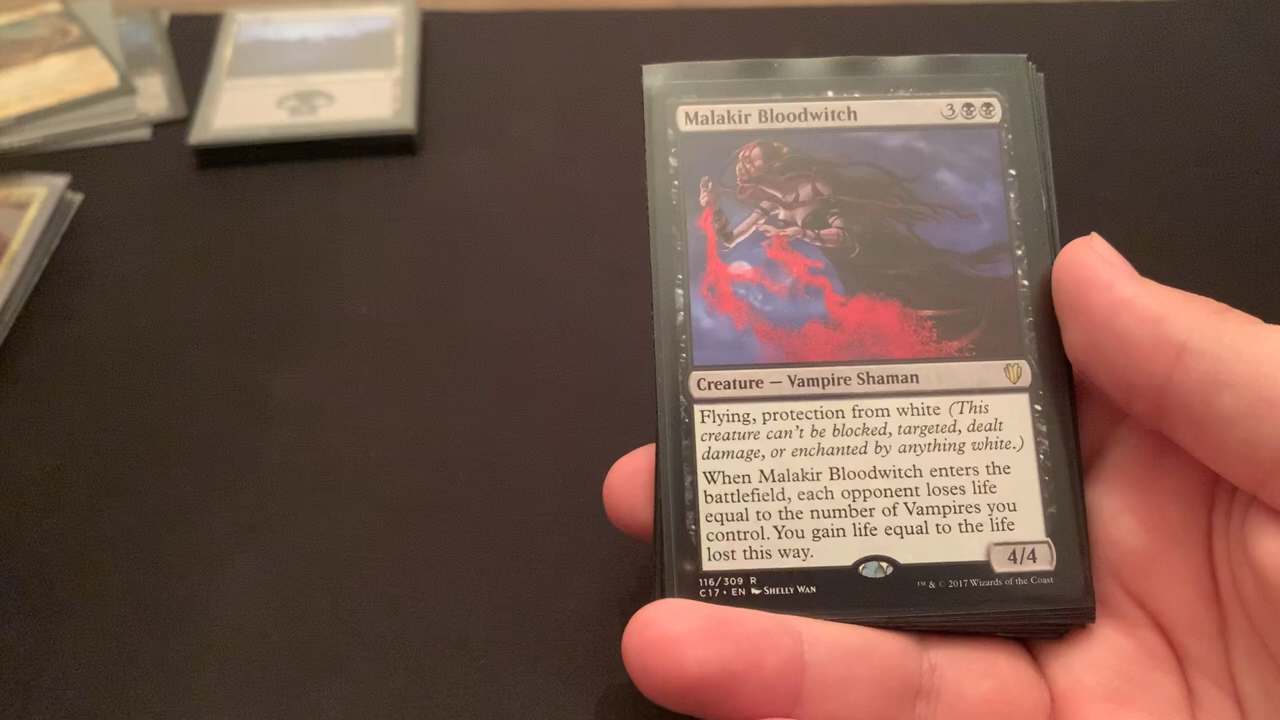 Malakir Bloodwitch 3
Creature — Vampire Shaman
Flying, protection from white (This
creature can't be blocked, targeted, dealt
damage, or enchanted by anything white.)
When Malakir Bloodwitch enters the
battlefield, each opponent loses life
equal to the number of Vampires you
control. You gain life equal to the life
lost this way.
4/4
116/309 R
C17 • EN SHELLY WAN
™ & © 2017 Wizards of the Coast